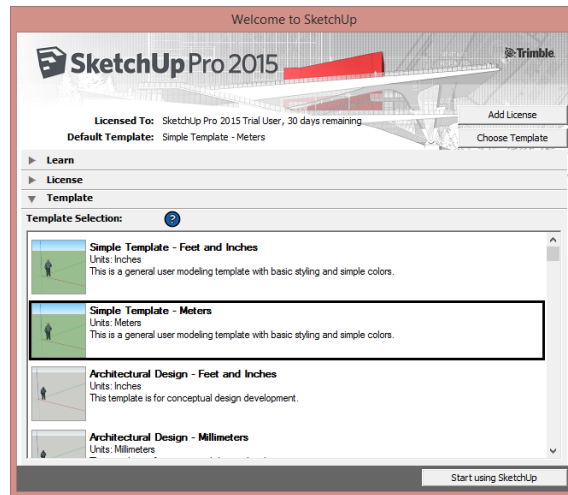 Welcome to SketchUp
SketchUp Pro 2015
Trimble.
Licensed To: SketchUp Pro 2015 Trial User, 30 days remaining
Add License
Default Template: Simple Template - Meters
Choose Template
Learn
License
Template
Template Selection: ?
Simple Template - Feet and Inches
Units: Inches
This is a general user modeling template with basic styling and simple colors.
Simple Template - Meters
Units: Meters
This is a general user modeling template with basic styling and simple colors.
Architectural Design - Feet and Inches
Units: Inches
This template is for conceptual design development.
Architectural Design - Millimeters
Units: Millimeters
Start using SketchUp